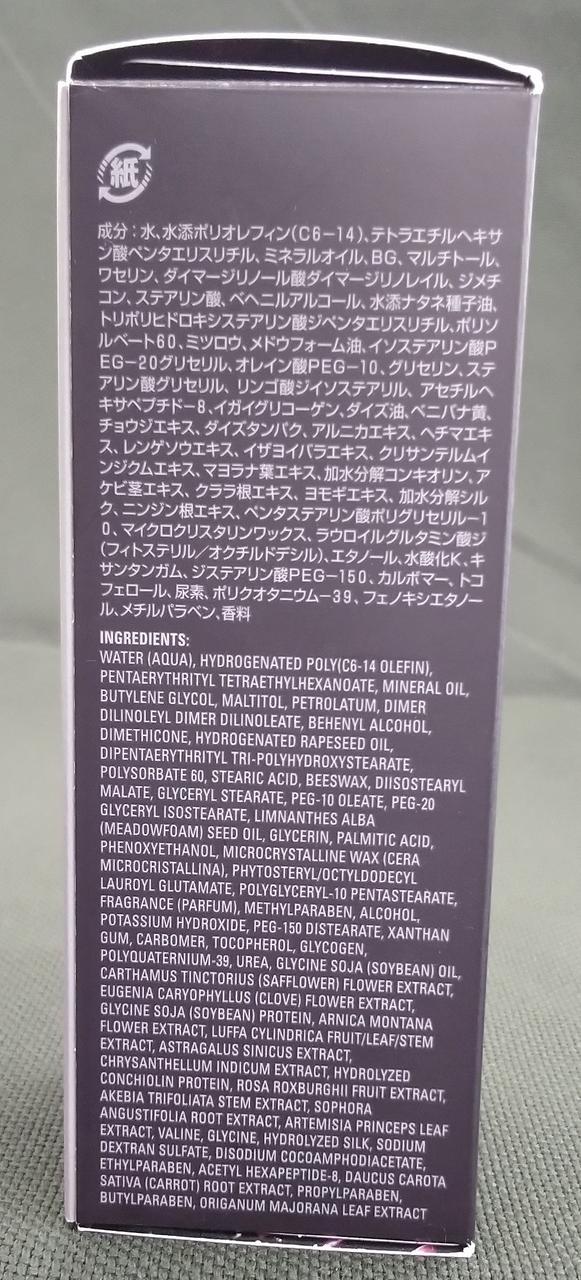 紙
成分：水、水添ポリオレフィン(C6-14)、テトラエチルヘキサ
ン酸ペンタエリスリチル、ミネラルオイル、BG、マルチトール、
ワセリン、ダイマージリノール酸ダイマージリノレイル、ジメチ
コン、ステアリン酸、ベヘニルアルコール、水添ナタネ種子油、
トリポリヒドロキシステアリン酸ジペンタエリスリチル、ポリソ
ルベート60、ミツロウ、メドウフォーム油、イソステアリン酸P
EG-20グリセリル、オレイン酸PEG-10、グリセリン、ステ
アリン酸グリセリル、リンゴ酸ジイソステアリル、アセチルヘ
キサペプチド-8、イガイグリコーゲン、ダイズ油、ベニバナ黄、
チョウジエキス、ダイズタンパク、アルニカエキス、ヘチマエキ
ス、レンゲソウエキス、イザヨイバラエキス、クリサンテルムイ
ンジクムエキス、マヨラナ葉エキス、加水分解コンキオリン、ア
ケビ茎エキス、クララ根エキス、ヨモギエキス、加水分解シル
ク、ニンジン根エキス、ペンタステアリン酸ポリグリセリル-1
0、マイクロクリスタリンワックス、ラウロイルグルタミン酸ジ
(フィトステリル／オクチルドデシル)、エタノール、水酸化K、キ
サンタンガム、ジステアリン酸PEG-150、カルボマー、トコ
フェロール、尿素、ポリクオタニウム-39、フェノキシエタノー
ル、メチルパラベン、香料
INGREDIENTS:
WATER (AQUA), HYDROGENATED POLY(C6-14 OLEFIN),
PENTAERYTHRITYL TETRAETHYLHEXANOATE, MINERAL OIL,
BUTYLENE GLYCOL, MALTITOL, PETROLATUM, DIMER
DILINOLEYL DIMER DILINOLEATE, BEHENYL ALCOHOL,
DIMETHICONE, HYDROGENATED RAPESEED OIL,
DIPENTAERYTHRITYL TRI-POLYHYDROXYSTEARATE,
POLYSORBATE 60, STEARIC ACID, BEESWAX, DIISOSTEARYL
MALATE, GLYCERYL STEARATE, PEG-10 OLEATE, PEG-20
GLYCERYL ISOSTEARATE, LIMNANTHES ALBA
(MEADOWFOAM) SEED OIL, GLYCERIN, PALMITIC ACID,
PHENOXYETHANOL, MICROCRYSTALLINE WAX (CERA
MICROCRISTALLINA), PHYTOSTERYL/OCTYLDODECYL
LAUROYL GLUTAMATE, POLYGLYCERYL-10 PENTASTEARATE,
FRAGRANCE (PARFUM), METHYLPARABEN, ALCOHOL,
POTASSIUM HYDROXIDE, PEG-150 DISTEARATE, XANTHAN
GUM, CARBOMER, TOCOPHEROL, GLYCOGEN,
POLYQUATERNIUM-39, UREA, GLYCINE SOJA (SOYBEAN) OIL,
CARTHAMUS TINCTORIUS (SAFFLOWER) FLOWER EXTRACT,
EUGENIA CARYOPHYLLUS (CLOVE) FLOWER EXTRACT,
GLYCINE SOJA (SOYBEAN) PROTEIN, ARNICA MONTANA
FLOWER EXTRACT, LUFFA CYLINDRICA FRUIT/LEAF/STEM
EXTRACT, ASTRAGALUS SINICUS EXTRACT,
CHRYSANTHELLUM INDICUM EXTRACT, HYDROLYZED
CONCHIOLIN PROTEIN, ROSA ROXBURGHII FRUIT EXTRACT,
AKEBIA TRIFOLIATA STEM EXTRACT, SOPHORA
ANGUSTIFOLIA ROOT EXTRACT, ARTEMISIA PRINCEPS LEAF
EXTRACT, VALINE, GLYCINE, HYDROLYZED SILK, SODIUM
DEXTRAN SULFATE, DISODIUM COCOAMPHODIACETATE,
ETHYLPARABEN, ACETYL HEXAPEPTIDE-8, DAUCUS CAROTA
SATIVA (CARROT) ROOT EXTRACT, PROPYLPARABEN,
BUTYLPARABEN, ORIGANUM MAJORANA LEAF EXTRACT